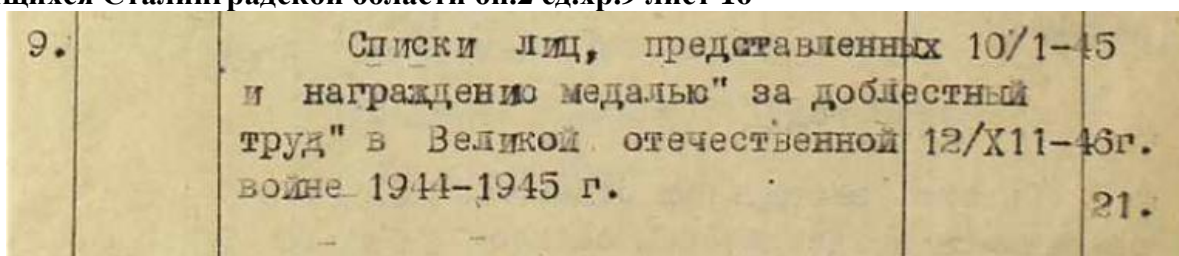 щихся Сталинградской области оп.2 ед.хр.9 лист 16
9. Списки лиц, представленных 10/1-45
и награждению медалью" за доблестный
труд" в Великой отечественной 12/X11-46г.
войне 1944-1945 г.
21.